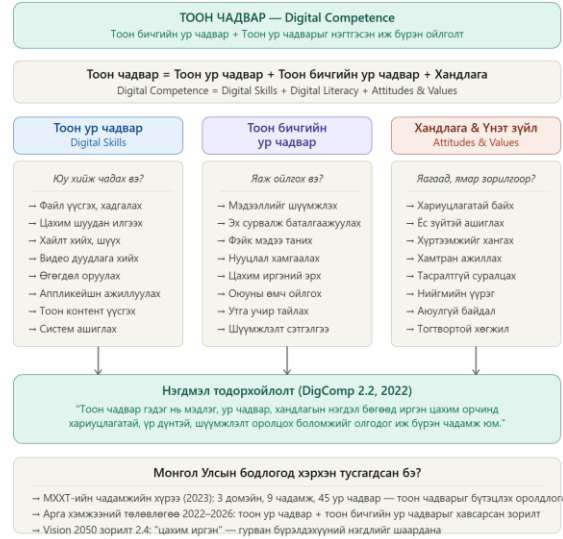 ТООН ЧАДВАР — Digital Competence
Тоон бичгийн ур чадвар + Тоон ур чадварыг нэгтгэсэн иж бүрэн ойлголт
Тоон чадвар = Тоон ур чадвар + Тоон бичгийн ур чадвар + Хандлага
Digital Competence = Digital Skills + Digital Literacy + Attitudes & Values
Тоон ур чадвар
Digital Skills
Юу хийж чадах вэ?
→ Файл үүсгэх, хадгалах
→ Цахим шуудан илгээх
→ Хайлт хийх, шүүх
→ Видео дуудлага хийх
→ Өгөгдөл оруулах
→ Аппликейшн ажиллуулах
→ Тоон контент үүсгэх
→ Систем ашиглах
Тоон бичгийн
ур чадвар
Яаж ойлгох вэ?
→ Мэдээллийг шүүмжлэх
→ Эх сурвалж баталгаажуулах
→ Фэйк мэдээ таних
→ Нууцлал хамгаалах
→ Цахим иргэний эрх
→ Оюуны өмч ойлгох
→ Утга учир тайлах
→ Шүүмжлэлт сэтгэлгээ
Хандлага & Үнэт зүйл
Attitudes & Values
Яагаад, ямар зорилгоор?
→ Хариуцлагатай байх
→ Ёс зүйтэй ашиглах
→ Хүртээмжийг хангах
→ Хамтран ажиллах
→ Тасралтгүй суралцах
→ Нийгмийн үүрэг
→ Аюулгүй байдал
→ Тогтвортой хөгжил
Нэгдмэл тодорхойлолт (DigComp 2.2, 2022)
"Тоон чадвар гэдэг нь мэдлэг, ур чадвар, хандлагын нэгдэл бөгөөд иргэн цахим орчинд
хариуцлагатай, үр дүнтэй, шүүмжлэлт оролцох боломжийг олгодог иж бүрэн чадамж юм."
Монгол Улсын бодлогод хэрхэн тусгагдсан бэ?
→ МХХТ-ийн чадамжийн хүрээ (2023): 3 домэйн, 9 чадамж, 45 ур чадвар — тоон чадварыг бүтэцлэх
→ Арга хэмжээний төлөвлөгөө 2022–2026: тоон ур чадвар + тоон бичгийн ур чадварыг хавсарсан зорилт
→ Vision 2050 зорилт 2.4: "цахим иргэн" — гурван бүрэлдэхүүний нэгдлийг шаардана